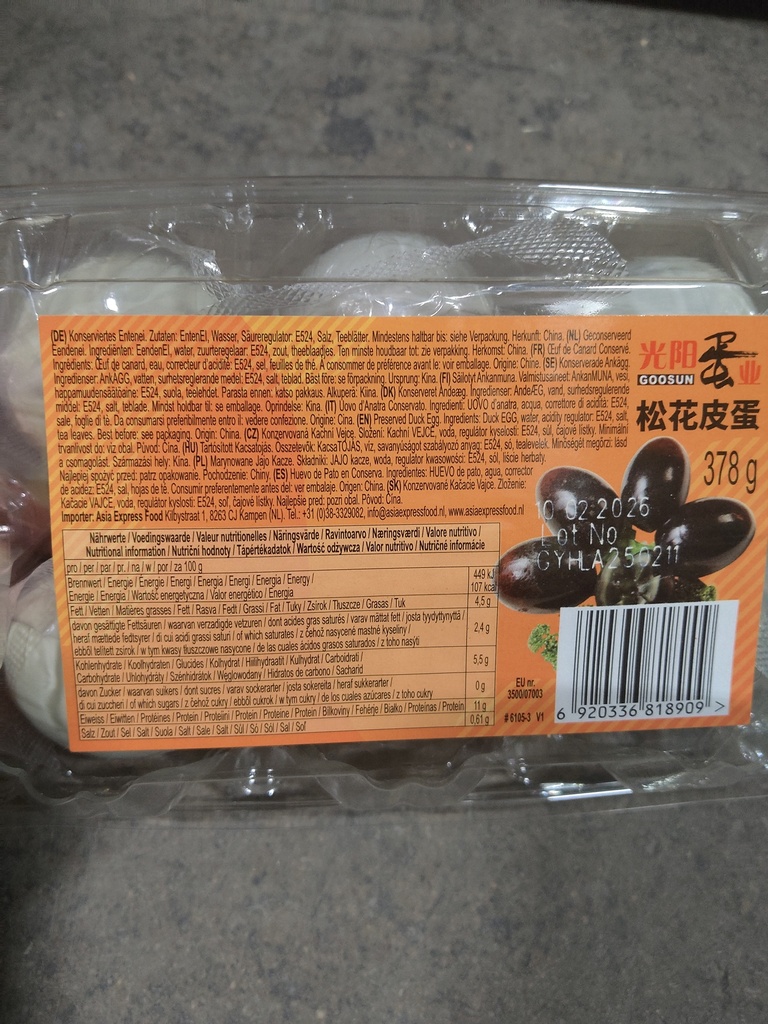 (DE) Konserviertes Entenei. Zutaten: EntenEI, Wasser, Säureregulator: E524, Salz, Teeblätter. Mindestens haltbar bis: siehe Verpackung. Herkunft: China. (NL) Geconserveerd
Eendenei. Ingrediënten: EendenEI, water, zuurteregelaar: E524, zout, theeblaadjes. Ten minste houdbaar tot: zie verpakking. Herkomst: China. (FR) Œuf de Canard Conservé.
Ingrédients: Œuf de canard, eau, correcteur d'acidité: E524, sel, feuilles de thé. A consommer de préférence avant le: voir emballage. Origine: Chine. (SE) Konserverade Ankägg.
Ingredienser: AnkÄGG, vatten, surhetsregierande medel: E524, salt, teblad. Bäst före: se förpackning. Ursprung: Kina. (FI) Säilötyt Ankanmuna. Valmistusaineet: AnkanMUNA, vesi,
happamuudensäätöaine: E524, suola, teelehdet. Parasta ennen: katso pakkaus. Alkuperä: Kiina. (DK) Konserveret Andeæg. Ingredienser: AndeÆG, vand, surhedsregulerende
middel: E524, salt, teblade. Mindst holdbar til: se emballage. Oprindelse: Kina. (IT) Uovo d'Anatra Conservato. Ingredienti: UOVO d'anatra, acqua, correttore di acidità: E524,
sale, foglie di tè. Da consumarsi preferibilmente entro il: vedere confezione. Origine: Cina. (EN) Preserved Duck Egg. Ingredients: Duck EGG, water, acidity regulator: E524, salt,
tea leaves. Best before: see packaging. Origin: China. (CZ) Konzervovaná Kachní Vejce. Složení: Kachní VEJCE, voda, regulátor kyselosti: E524, sůl, čajové lístky. Minimální
trvanlivost do: viz obal. Původ: Čína. (HU) Tartósított Kacsatojás. Összetevők: KacsaTOJÁS, víz, savanyúságot szabályozó anyag: E524, só, tealevelek. Minőségét megőrzi: lásd
a csomagolást. Származási hely: Kína. (PL) Marynowane Jajo Kacze. Składniki: JAJO kacze, woda, regulator kwasowości: E524, sól, liście herbaty.
Najlepiej spożyć przed: patrz opakowanie. Pochodzenie: Chiny. (ES) Huevo de Pato en Conserva. Ingredientes: HUEVO de pato, agua, corrector
de acidez: E524, sal, hojas de té. Consumir preferentemente antes del: ver embalaje. Origen: China. (SK) Konzervované Kačacie Vajce. Zloženie:
Kačacie VAJCE, voda, regulátor kyslosti: E524, soľ, čajové lístky. Najlepšie pred: pozri obal. Pôvod: Čína.
Importer: Asia Express Food Kilbystraat 1, 8263 CJ Kampen (NL), Tel.: +31 (0)38-3329082, info@asiaexpressfood.nl, www.asiaexpressfood.nl
光阳蛋业
GOOSUN
松花皮蛋
378 g
10 02 2026
Lot No
GYHLA250211
Nährwerte / Voedingswaarde / Valeur nutritionelles / Näringsvärde / Ravintoarvo / Næringsværdi / Valore nutritivo /
Nutritional information / Nutriční hodnoty / Tápértékadatok / Wartość odżywcza / Valor nutritivo / Nutričné informácie
pro / per / par / pr. / na / w / por / za 100 g
Brennwert / Energie / Energie / Energi / Energia / Energi / Energia / Energy /
Energie / Energia / Wartość energetyczna / Valor energético / Energia
449 kJ
107 kcal
Fett / Vetten / Matières grasses / Fett / Rasva / Fedt / Grassi / Fat / Tuky / Zsírok / Tłuszcze / Grasas / Tuk
4,5 g
davon gesättigte Fettsäuren / waarvan verzadigde vetzuren / dont acides gras saturés / varav mättat fett / josta tyydyttynyttä /
heraf mættede fedtsyrer / di cui acidi grassi saturi / of which saturates / z čehož nasycené mastné kyseliny /
ebből telített zsírok / w tym kwasy tłuszczowe nasycone / de las cuales ácidos grasos saturados / z toho nasýti
2,4 g
Kohlenhydrate / Koolhydraten / Glucides / Kolhydrat / Hiilihydraatit / Kulhydrat / Carboidrati /
Carbohydrate / Uhlohydráty / Szénhidrátok / Węglowodany / Hidratos de carbono / Sacharid
5,5 g
davon Zucker / waarvan suikers / dont sucres / varav sockerarter / josta sokereita / heraf sukkerarter /
di cui zuccheri / of which sugars / z čehož cukry / ebből cukrok / w tym cukry / de los cuales azúcares / z toho cukry
0 g
Eiweiss / Eiwitten / Protéines / Protein / Proteiini / Protein / Proteine / Protein / Bílkoviny / Fehérje / Białko / Proteínas / Protein
11 g
Salz / Zout / Sel / Salt / Suola / Salt / Sale / Salt / Sůl / Só / Sól / Sal / Soľ
0,61 g
EU nr.
3500/07003
# 6105-3 V1
6 920336 818909 >